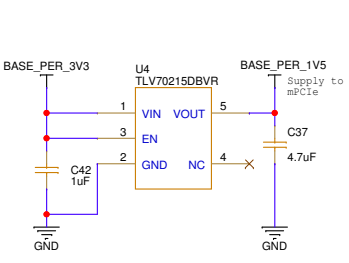 BASE_PER_3V3
U4
TLV70215DBVR
BASE_PER_1V5
Supply to
mPCIe
1 VIN VOUT 5
3 EN
2 GND NC 4
C42
1uF
C37
4.7uF
GND GND